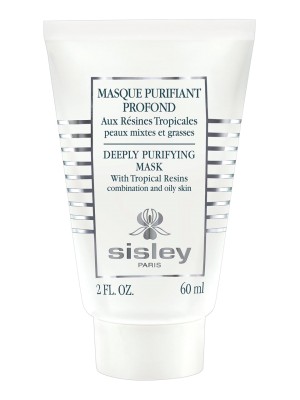 MASQUE PURIFIANT
PROFOND
Aux Résines Tropicales
peaux mixtes et grasses
DEEPLY PURIFYING
MASK
With Tropical Resins
combination and oily skin
sisley
PARIS
2 FL. OZ. 60 ml